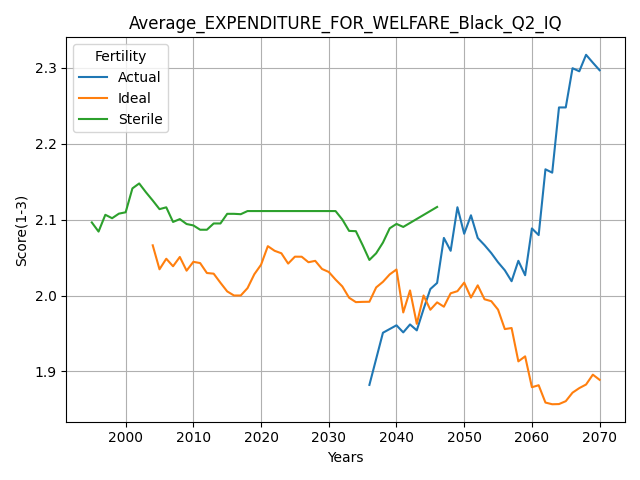 Average_EXPENDITURE_FOR_WELFARE_Black_Q2_IQ
Fertility
Actual
Ideal
Sterile
Score(1-3)
2.3
2.2
2.1
2.0
1.9
2000 2010 2020 2030 2040 2050 2060 2070
Years